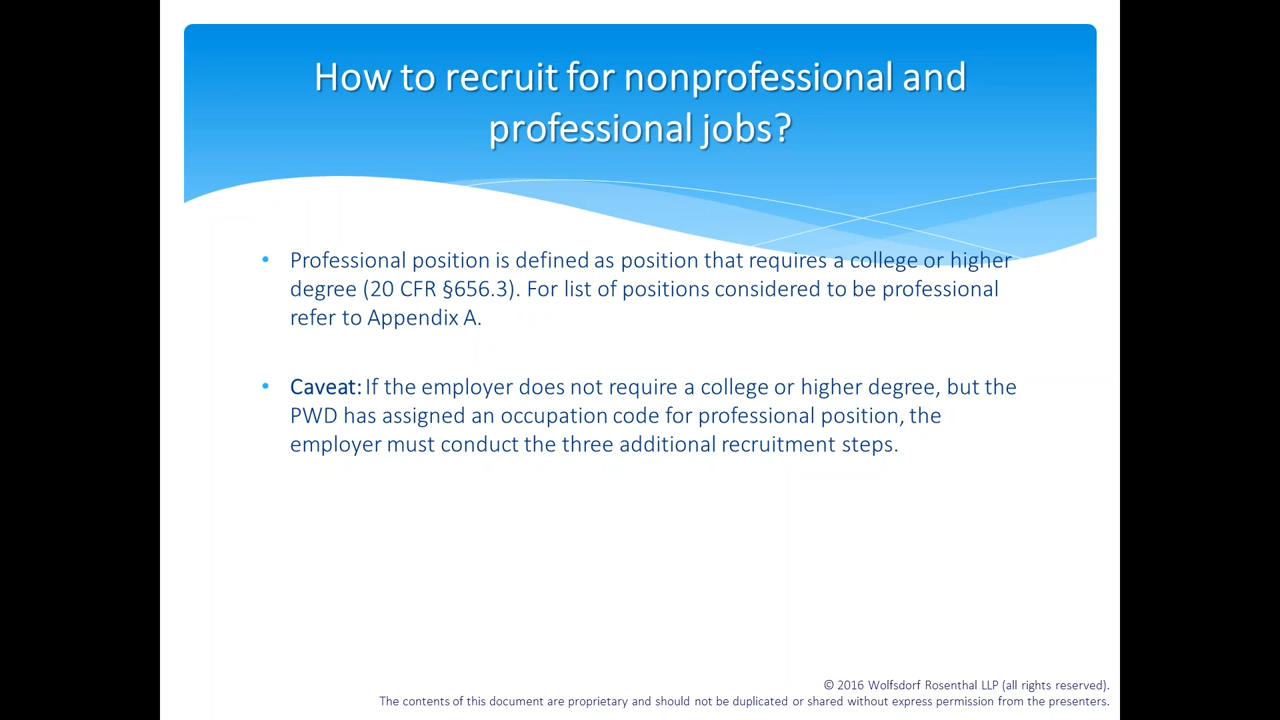 How to recruit for nonprofessional and
professional jobs?
• Professional position is defined as position that requires a college or higher
degree (20 CFR §656.3). For list of positions considered to be professional
refer to Appendix A.
• Caveat: If the employer does not require a college or higher degree, but the
PWD has assigned an occupation code for professional position, the
employer must conduct the three additional recruitment steps.
© 2016 Wolfsdorf Rosenthal LLP (all rights reserved).
The contents of this document are proprietary and should not be duplicated or shared without express permission from the presenters.